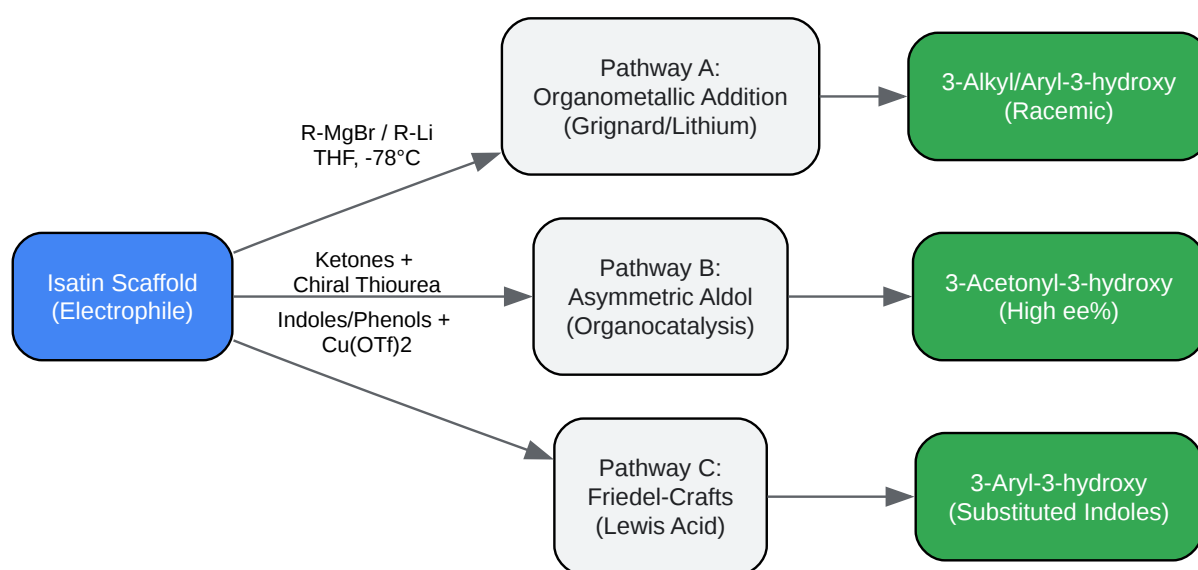 Isatin Scaffold
(Electrophile)
R-MgBr / R-Li
THF, -78°C
Pathway A:
Organometallic Addition
(Grignard/Lithium)
3-Alkyl/Aryl-3-hydroxy
(Racemic)
Ketones +
Chiral Thiourea
Pathway B:
Asymmetric Aldol
(Organocatalysis)
3-Acetonyl-3-hydroxy
(High ee%)
Indoles/Phenols +
Cu(OTf)2
Pathway C:
Friedel-Crafts
(Lewis Acid)
3-Aryl-3-hydroxy
(Substituted Indoles)